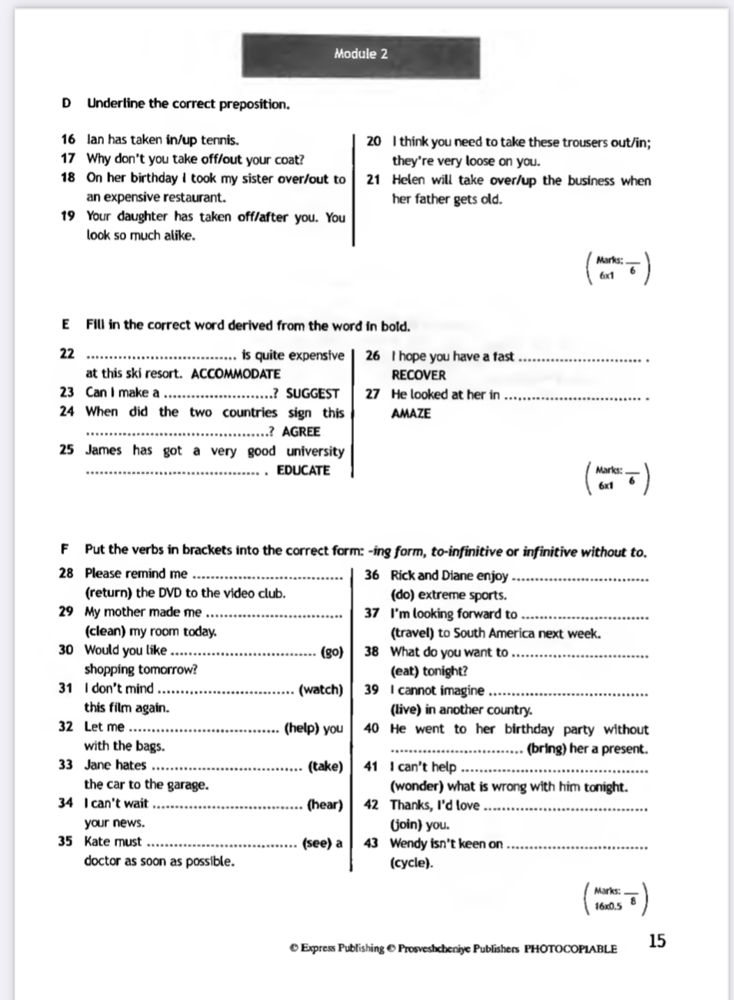 Module 2
D Underline the correct preposition.
16 Ian has taken in/up tennis.
17 Why don't you take off/out your coat?
18 On her birthday I took my sister over/out to
an expensive restaurant.
19 Your daughter has taken off/after you. You
look so much alike.
20 I think you need to take these trousers out/in;
they're very loose on you.
21 Helen will take over/up the business when
her father gets old.
Marks: __
6x1 6
E Fill in the correct word derived from the word in bold.
22 ................................ is quite expensive
at this ski resort. ACCOMMODATE
23 Can I make a .......................? SUGGEST
24 When did the two countries sign this
.......................................? AGREE
25 James has got a very good university
..................................... . EDUCATE
26 I hope you have a fast .......................... .
RECOVER
27 He looked at her in ............................. .
AMAZE
Marks: __
6x1 6
F Put the verbs in brackets into the correct form: -ing form, to-infinitive or infinitive without to.
28 Please remind me ................................
(return) the DVD to the video club.
29 My mother made me .............................
(clean) my room today.
30 Would you like ............................... (go)
shopping tomorrow?
31 I don't mind ............................. (watch)
this film again.
32 Let me ................................ (help) you
with the bags.
33 Jane hates ................................ (take)
the car to the garage.
34 I can't wait ................................ (hear)
your news.
35 Kate must ................................ (see) a
doctor as soon as possible.
36 Rick and Diane enjoy .............................
(do) extreme sports.
37 I'm looking forward to ...........................
(travel) to South America next week.
38 What do you want to .............................
(eat) tonight?
39 I cannot imagine ..................................
(live) in another country.
40 He went to her birthday party without
............................ (bring) her a present.
41 I can't help ........................................
(wonder) what is wrong with him tonight.
42 Thanks, I'd love ...................................
(join) you.
43 Wendy isn't keen on ..............................
(cycle).
Marks: __
16x0.5 8
© Express Publishing © Prosveshcheniye Publishers PHOTOCOPIABLE
15